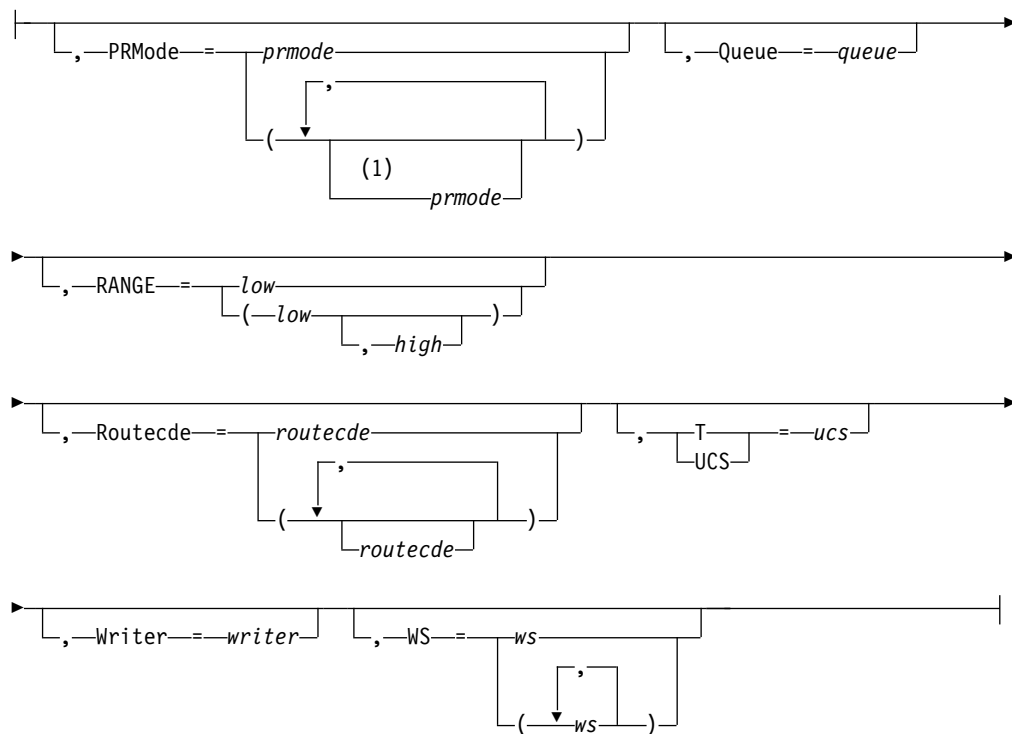 , PRMode = prmode , Queue = queue
,
( )
(1)
prmode
, RANGE = low
( low )
, high
, Routecde = routecde , T = ucs
UCS
,
( )
routecde
, Writer = writer , WS = ws
,
( ws )